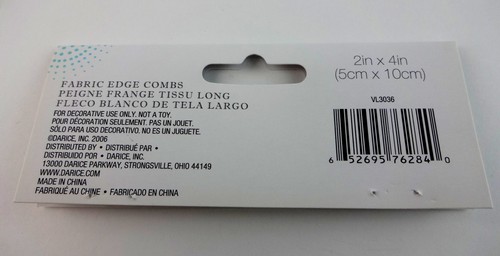 FABRIC EDGE COMBS
PEIGNE FRANGE TISSU LONG
FLECO BLANCO DE TELA LARGO
FOR DECORATIVE USE ONLY. NOT A TOY.
POUR DÉCORATION SEULEMENT. PAS UN JOUET.
SÓLO PARA USO DECORATIVO. NO ES UN JUGUETE.
©DARICE, INC. 2006
DISTRIBUTED BY • DISTRIBUÉ PAR •
DISTRIBUIDO POR • DARICE, INC.
13000 DARICE PARKWAY, STRONGSVILLE, OHIO 44149
WWW.DARICE.COM
MADE IN CHINA
FABRIQUÉ AU CHINE • FABRICADO EN CHINA
2in x 4in
(5cm x 10cm)
VL3036
6 52695 76284 0